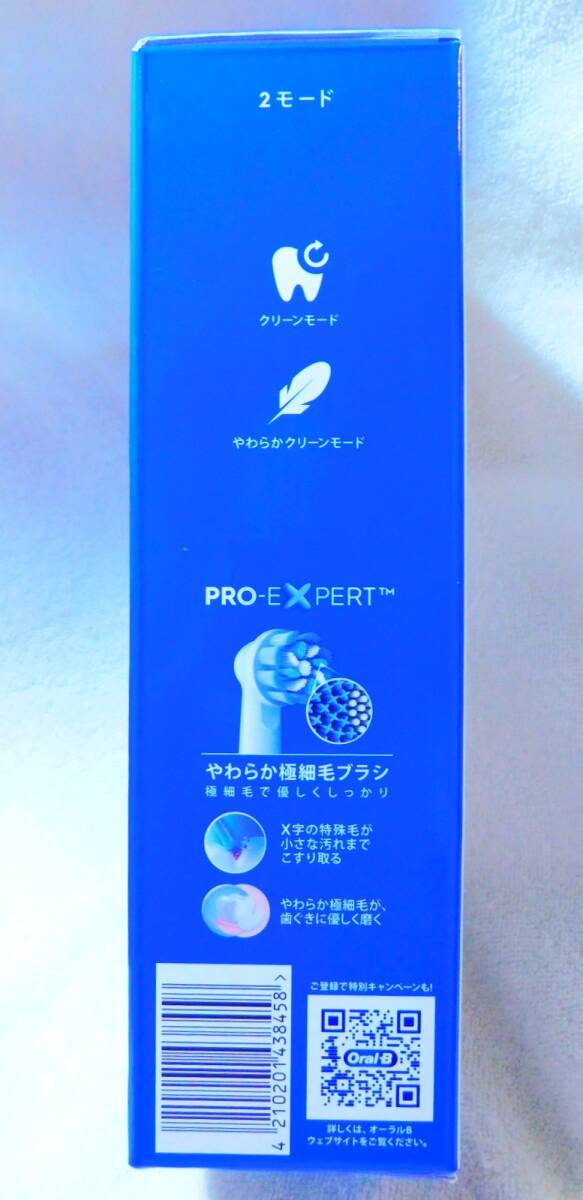 2モード
クリーンモード
やわらかクリーンモード
PRO-EXPERT™
やわらか極細毛ブラシ
極細毛で優しくしっかり
X字の特殊毛が
小さな汚れまで
こすり取る
やわらか極細毛が、
歯ぐきに優しく磨く
4210201438458>
ご登録で特別キャンペーンも!
Oral-B
詳しくは、オーラルB
ウェブサイトをご覧ください。